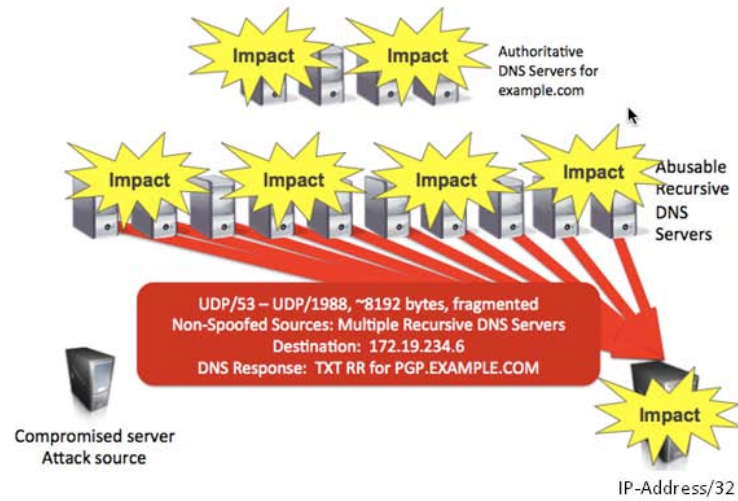 Impact
Impact
Authoritative
DNS Servers for
example.com
Impact
Impact
Impact
Impact
Abusable
Recursive
DNS
Servers
UDP/53 – UDP/1988, ~8192 bytes, fragmented
Non-Spoofed Sources: Multiple Recursive DNS Servers
Destination: 172.19.234.6
DNS Response: TXT RR for PGP.EXAMPLE.COM
Compromised server
Attack source
Impact
IP-Address/32